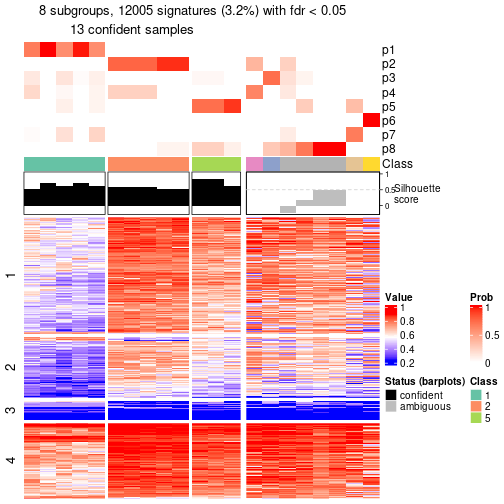 8 subgroups, 12005 signatures (3.2%) with fdr < 0.05
13 confident samples
p1
p2
p3
p4
p5
p6
p7
p8
Class
1
0.5
0
Silhouette
score
1
2
3
4
Value
1
0.8
0.6
0.4
0.2
Prob
1
0.5
0
Status (barplots)
confident
ambiguous
Class
1
2
5